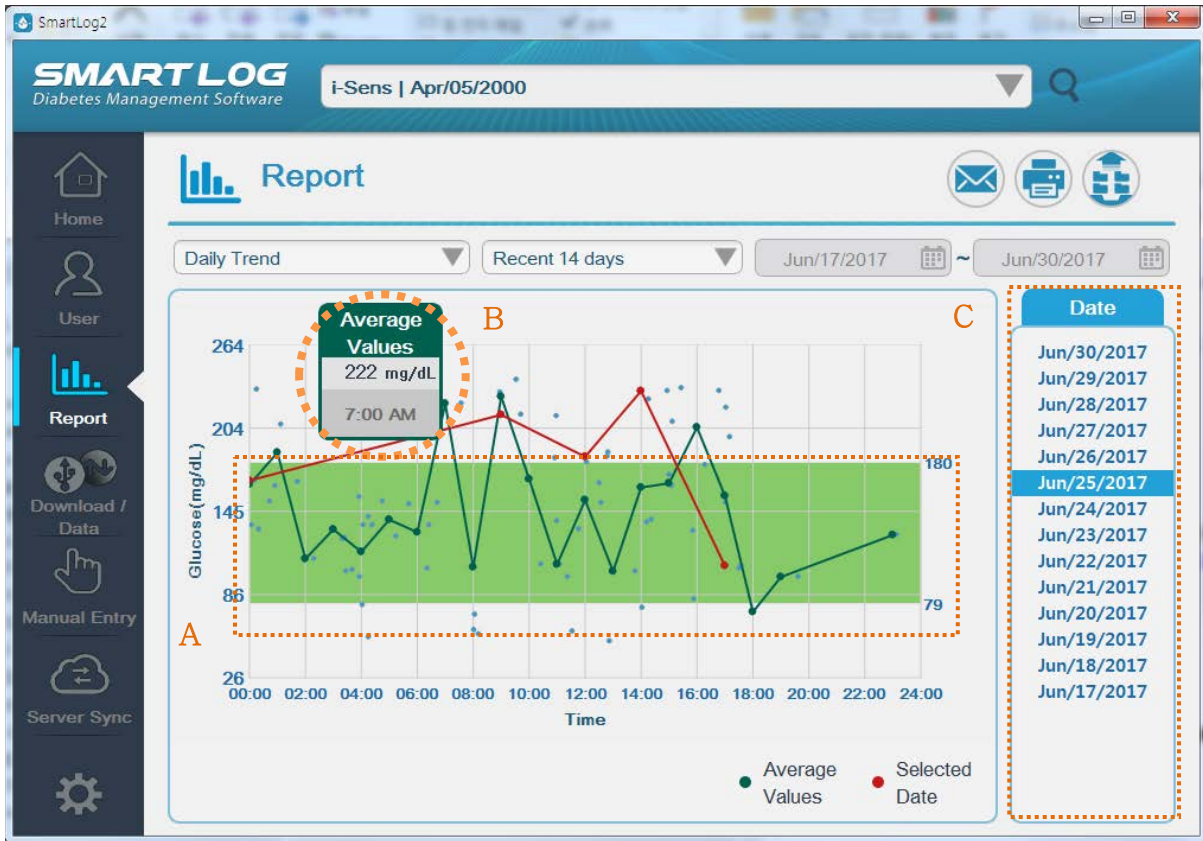 SmartLog2
SMART LOG
Diabetes Management Software
i-Sens | Apr/05/2000
Home
User
Report
Download /
Data
Manual Entry
Server Sync
Report
Daily Trend
Recent 14 days
Jun/17/2017
~
Jun/30/2017
Average
Values
222 mg/dL
7:00 AM
B
C
A
Glucose(mg/dL)
264
204
145
86
26
180
79
00:00 02:00 04:00 06:00 08:00 10:00 12:00 14:00 16:00 18:00 20:00 22:00 24:00
Time
Average
Values
Selected
Date
Date
Jun/30/2017
Jun/29/2017
Jun/28/2017
Jun/27/2017
Jun/26/2017
Jun/25/2017
Jun/24/2017
Jun/23/2017
Jun/22/2017
Jun/21/2017
Jun/20/2017
Jun/19/2017
Jun/18/2017
Jun/17/2017